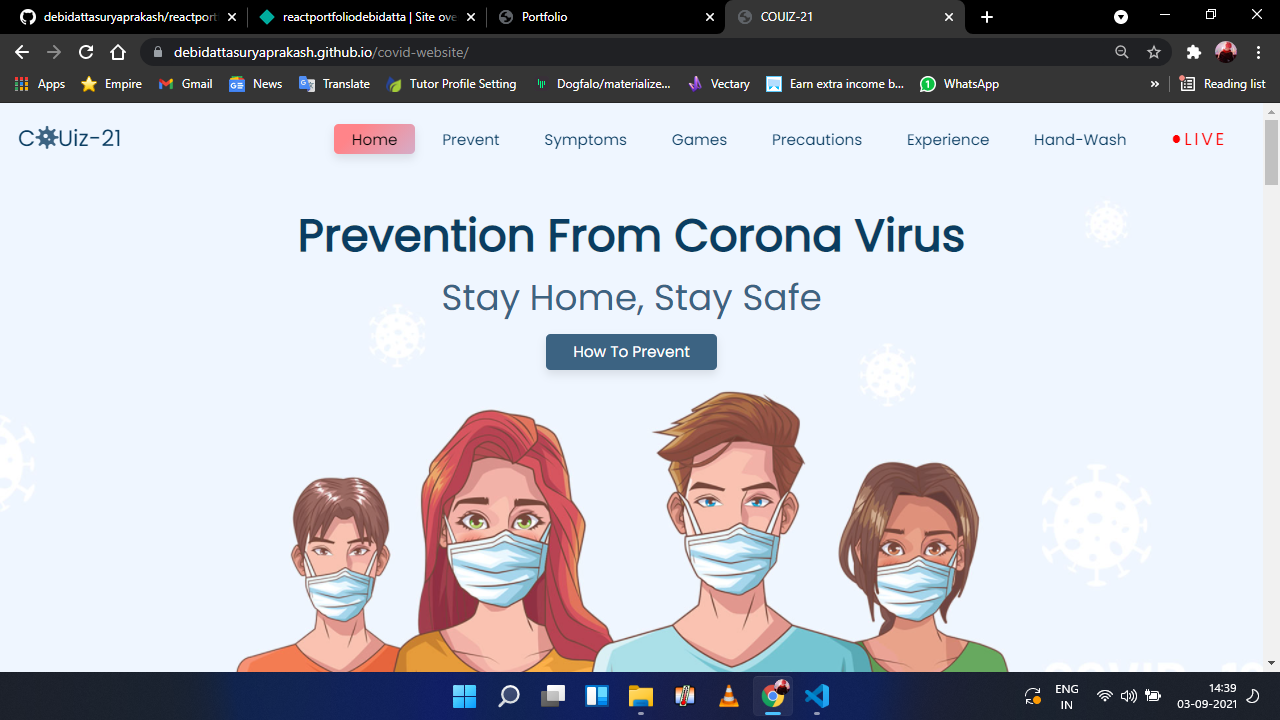 debidattasuryaprakash/reactport
reactportfoliodebidatta | Site ove
Portfolio
COUIZ-21
debidattasuryaprakash.github.io/covid-website/
Apps
Empire
Gmail
News
Translate
Tutor Profile Setting
Dogfalo/materialize...
Vectary
Earn extra income b...
WhatsApp
»
Reading list
C Uiz-21
Home
Prevent
Symptoms
Games
Precautions
Experience
Hand-Wash
LIVE
Prevention From Corona Virus
Stay Home, Stay Safe
How To Prevent
ENG
IN
14:39
03-09-2021